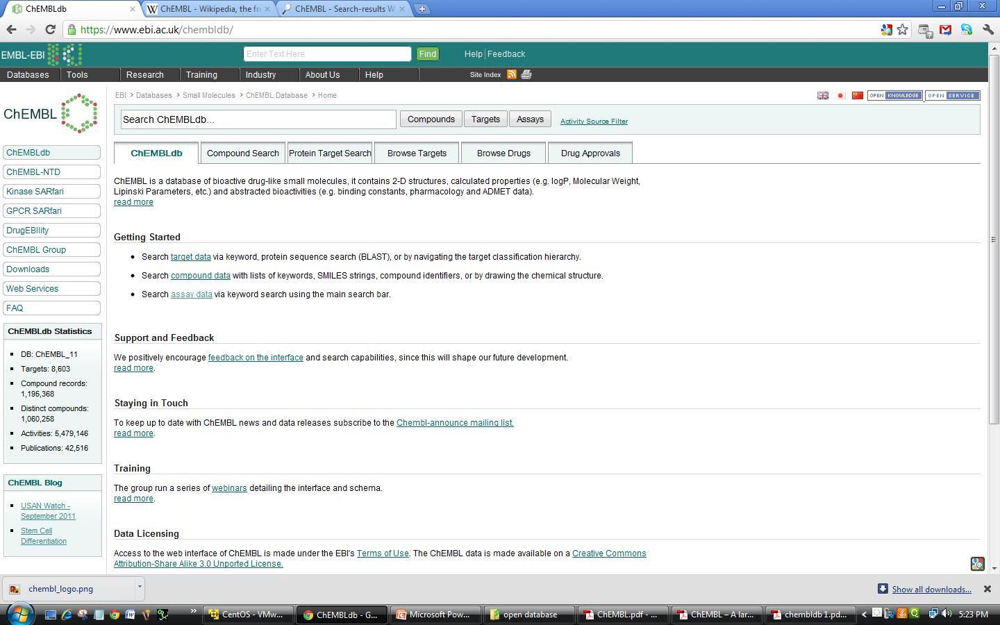 ChEMBLdb
ChEMBL - Wikipedia, the fr
ChEMBL - Search-results W
https://www.ebi.ac.uk/chembldb/
EMBL-EBI
Enter Text Here
Find
Help
Feedback
Databases
Tools
Research
Training
Industry
About Us
Help
Site Index
EBI > Databases > Small Molecules > ChEMBL Database > Home
OPEN KNOWLEDGE
OPEN SERVICE
ChEMBL
Search ChEMBLdb...
Compounds
Targets
Assays
Activity Source Filter
ChEMBLdb
Compound Search
Protein Target Search
Browse Targets
Browse Drugs
Drug Approvals
ChEMBLdb
ChEMBL-NTD
Kinase SARfari
GPCR SARfari
DrugEBIlity
ChEMBL Group
Downloads
Web Services
FAQ
ChEMBLdb Statistics
DB: ChEMBL_11
Targets: 8,603
Compound records:
1,195,368
Distinct compounds:
1,060,258
Activities: 5,479,146
Publications: 42,516
ChEMBL Blog
USAN Watch -
September 2011
Stem Cell
Differentiation
ChEMBL is a database of bioactive drug-like small molecules, it contains 2-D structures, calculated properties (e.g. logP, Molecular Weight,
Lipinski Parameters, etc.) and abstracted bioactivities (e.g. binding constants, pharmacology and ADMET data).
read more
Getting Started
Search target data via keyword, protein sequence search (BLAST), or by navigating the target classification hierarchy.
Search compound data with lists of keywords, SMILES strings, compound identifiers, or by drawing the chemical structure.
Search assay data via keyword search using the main search bar.
Support and Feedback
We positively encourage feedback on the interface and search capabilities, since this will shape our future development.
read more.
Staying in Touch
To keep up to date with ChEMBL news and data releases subscribe to the Chembl-announce mailing list.
read more.
Training
The group run a series of webinars detailing the interface and schema.
read more.
Data Licensing
Access to the web interface of ChEMBL is made under the EBI's Terms of Use. The ChEMBL data is made available on a Creative Commons
Attribution-Share Alike 3.0 Unported License.
chembl_logo.png
Show all downloads...
CentOS - VMw...
ChEMBLdb - G...
Microsoft Pow...
open database
ChEMBL.pdf - ...
ChEMBL – A lar...
chembldb 1.pd...
5:23 PM